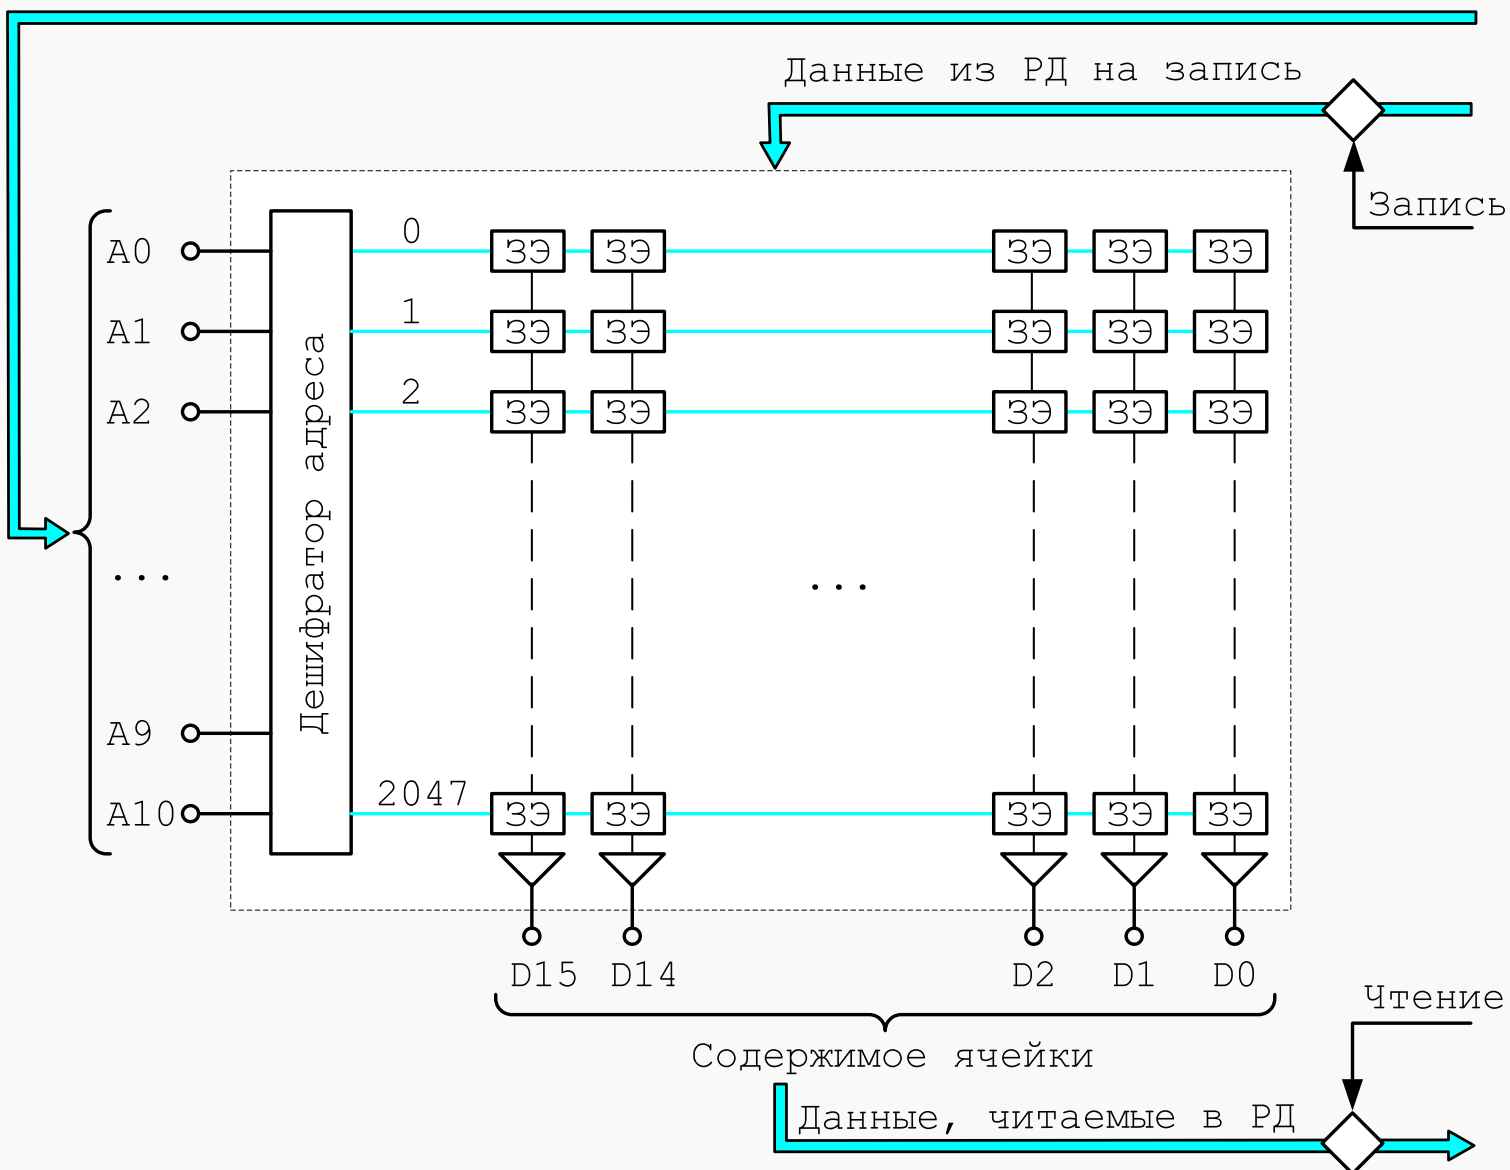 Данные из РД на запись
Запись
A0 0 ЗЭ ЗЭ ЗЭ ЗЭ ЗЭ
A1 1 ЗЭ ЗЭ ЗЭ ЗЭ ЗЭ
A2 2 ЗЭ ЗЭ ЗЭ ЗЭ ЗЭ
Дешифратор адреса
... ...
A9
A10 2047 ЗЭ ЗЭ ЗЭ ЗЭ ЗЭ
D15 D14 D2 D1 D0
Чтение
Содержимое ячейки
Данные, читаемые в РД